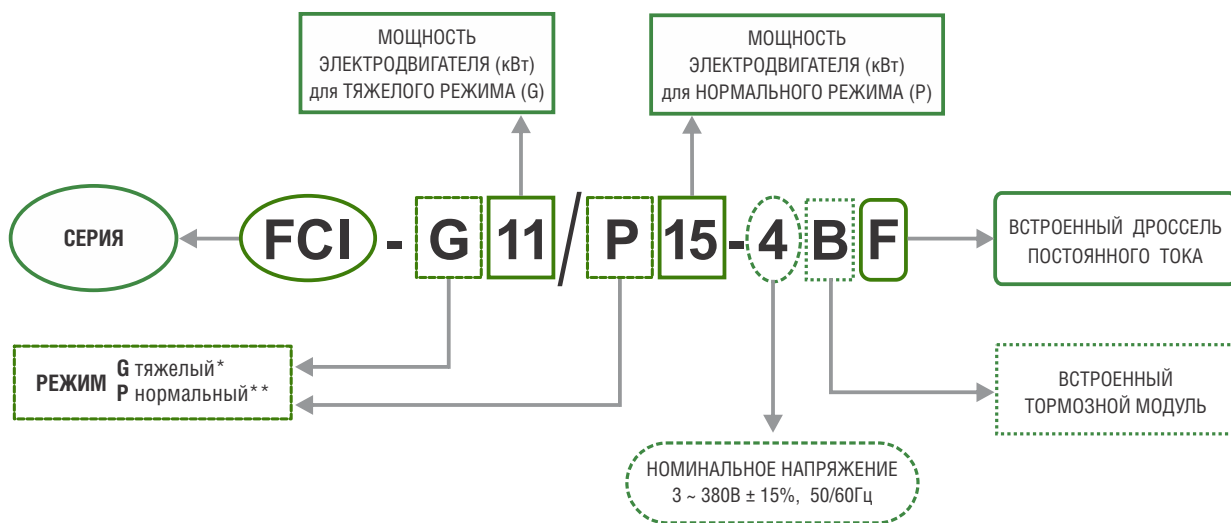 МОЩНОСТЬ
ЭЛЕКТРОДВИГАТЕЛЯ (кВт)
для ТЯЖЕЛОГО РЕЖИМА (G)
МОЩНОСТЬ
ЭЛЕКТРОДВИГАТЕЛЯ (кВт)
для НОРМАЛЬНОГО РЕЖИМА (P)
СЕРИЯ
FCI - G 11 / P 15 - 4 B F
ВСТРОЕННЫЙ ДРОССЕЛЬ
ПОСТОЯННОГО ТОКА
РЕЖИМ G тяжелый*
P нормальный**
ВСТРОЕННЫЙ
ТОРМОЗНОЙ МОДУЛЬ
НОМИНАЛЬНОЕ НАПРЯЖЕНИЕ
3 ~ 380В ± 15%, 50/60Гц